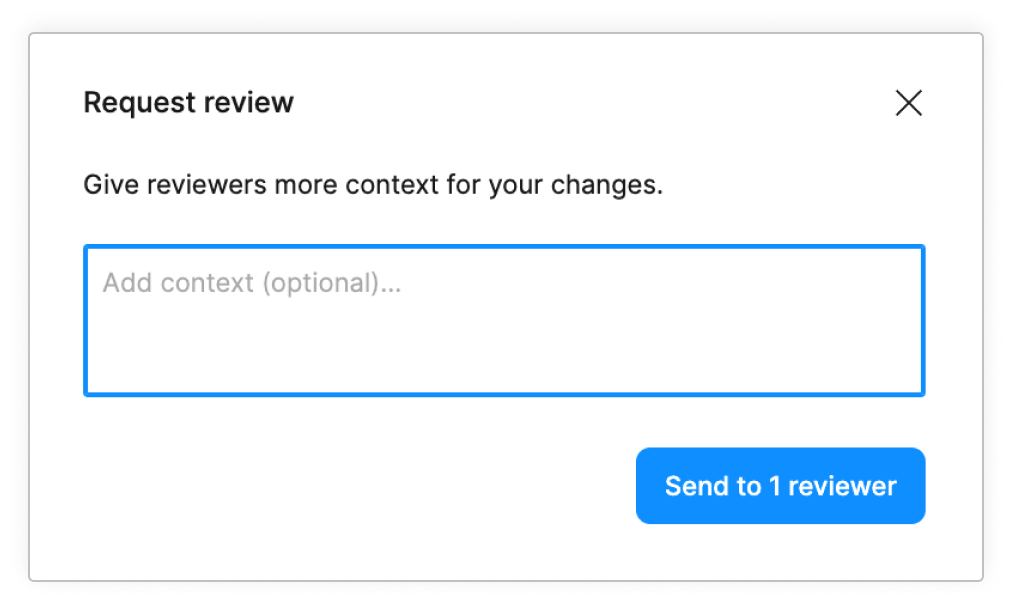 Request review
Give reviewers more context for your changes.
Add context (optional)...
Send to 1 reviewer